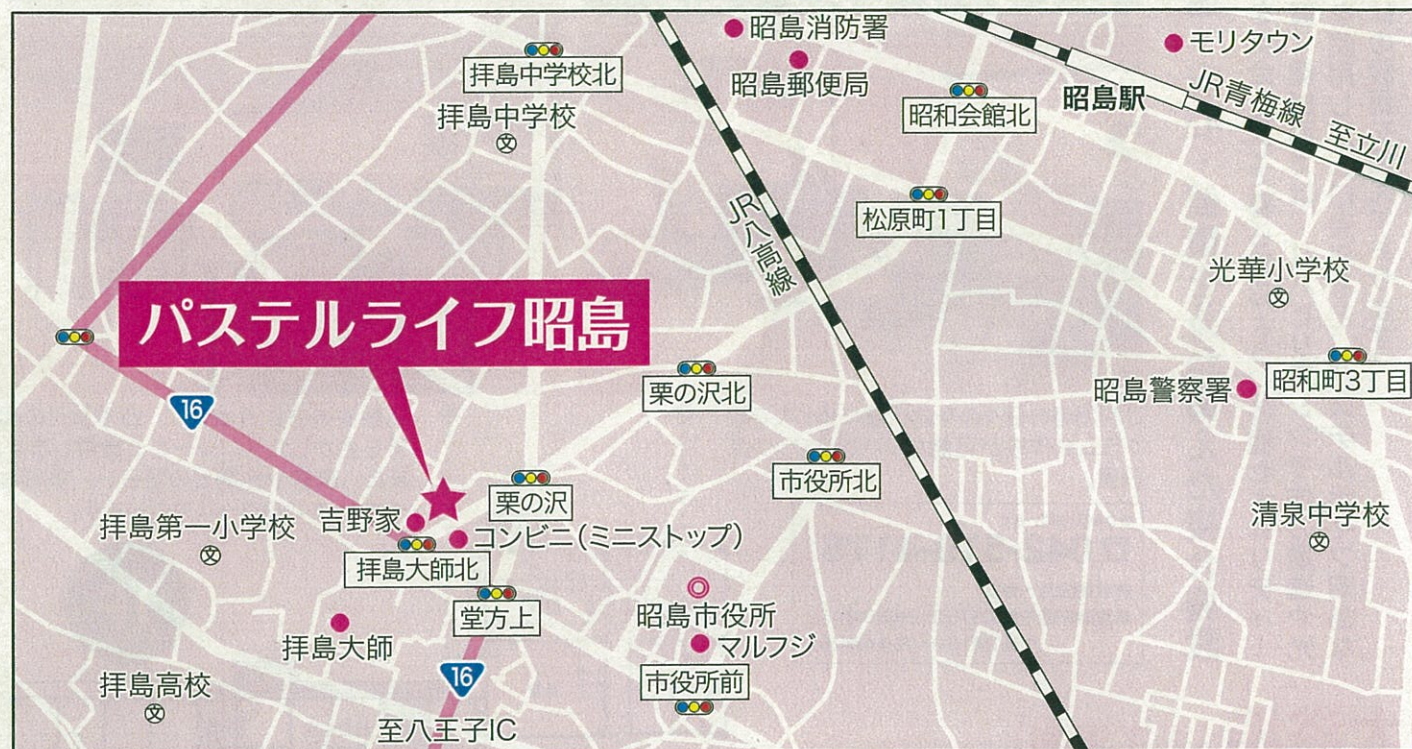 昭島消防署
モリタウン
拝島中学校北
昭島郵便局
昭和会館北
昭島駅
JR青梅線
至立川
拝島中学校
松原町1丁目
JR八高線
光華小学校
パステルライフ昭島
16
栗の沢北
昭島警察署
昭和町3丁目
市役所北
栗の沢
拝島第一小学校
吉野家
コンビニ(ミニストップ)
清泉中学校
拝島大師北
堂方上
昭島市役所
拝島大師
マルフジ
拝島高校
16
市役所前
至八王子IC
文
文
文
文
文